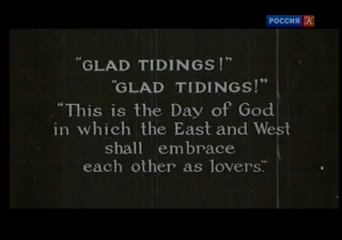 РОССИЯ К
"GLAD TIDINGS!"
"GLAD TIDINGS!"
"This is the Day of God
in which the East and West
shall embrace
each other as lovers."